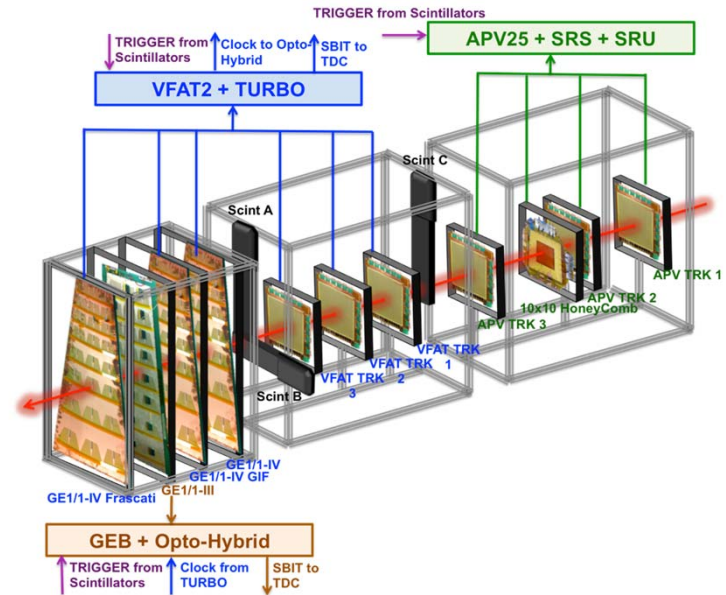 TRIGGER from Scintillators
APV25 + SRS + SRU
TRIGGER from
Scintillators
Clock to Opto-
Hybrid
SBIT to
TDC
VFAT2 + TURBO
Scint C
Scint A
APV TRK 1
APV TRK 2
10x10 HoneyComb
APV TRK 3
VFAT TRK
1
VFAT TRK
2
VFAT TRK
3
Scint B
GE1/1-IV
GE1/1-IV GIF
GE1/1-III
GE1/1-IV Frascati
GEB + Opto-Hybrid
TRIGGER from
Scintillators
Clock from
TURBO
SBIT to
TDC